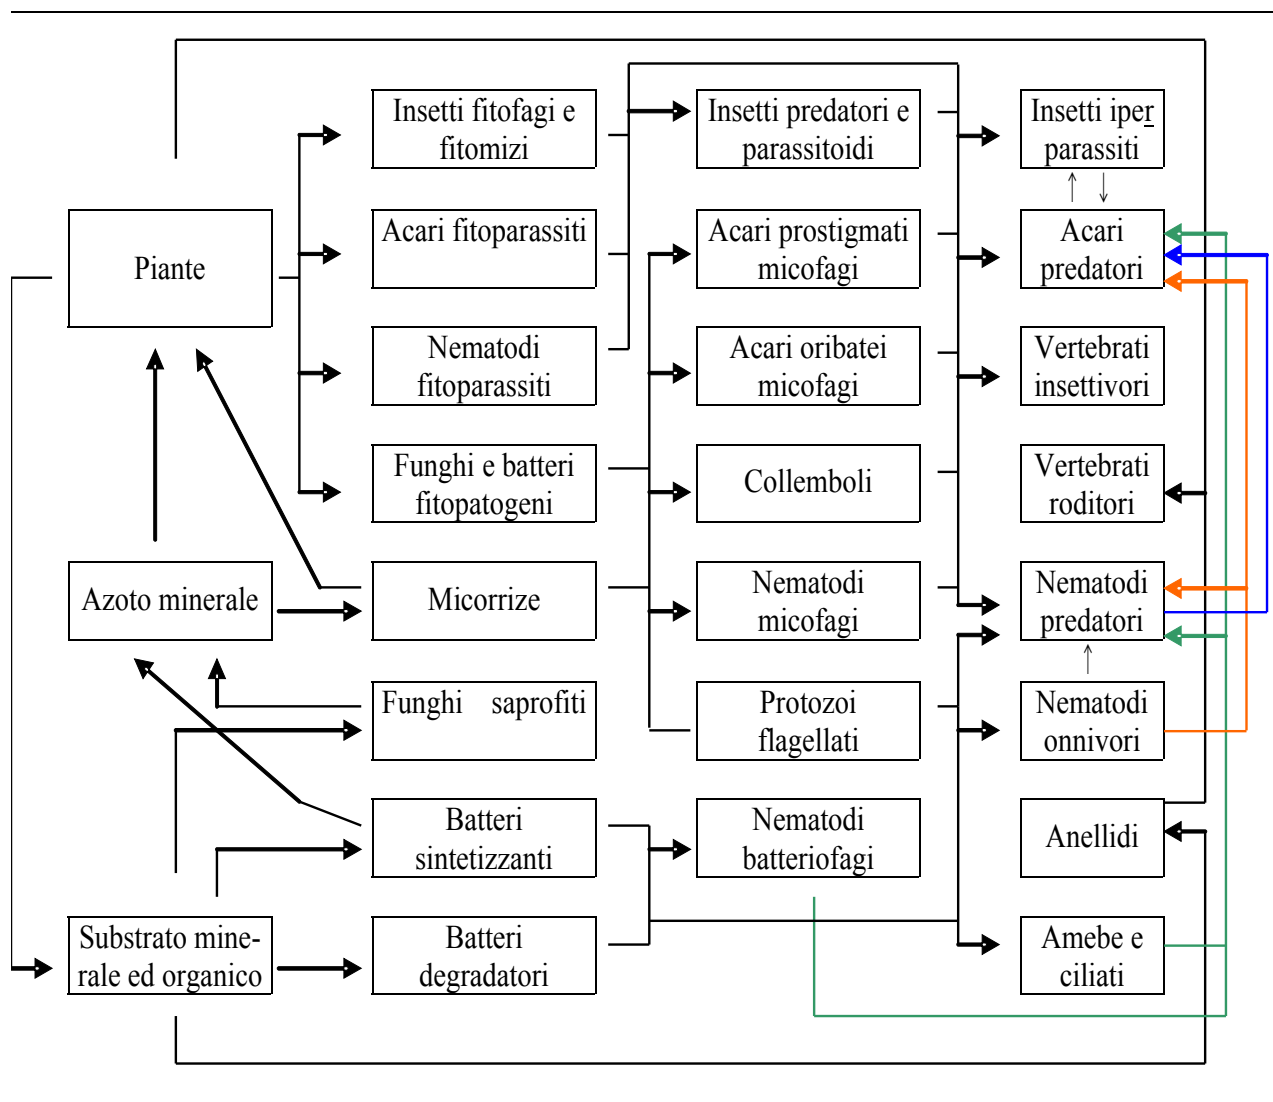 Insetti fitofagi e
fitomizi
Insetti predatori e
parassitoidi
Insetti iper
parassiti
Piante
Acari fitoparassiti
Acari prostigmati
micofagi
Acari
predatori
Nematodi
fitoparassiti
Acari oribatei
micofagi
Vertebrati
insettivori
Funghi e batteri
fitopatogeni
Collemboli
Vertebrati
roditori
Azoto minerale
Micorrize
Nematodi
micofagi
Nematodi
predatori
Funghi saprofiti
Protozoi
flagellati
Nematodi
onnivori
Batteri
sintetizzanti
Nematodi
batteriofagi
Anellidi
Substrato mine-
rale ed organico
Batteri
degradatori
Amebe e
ciliati